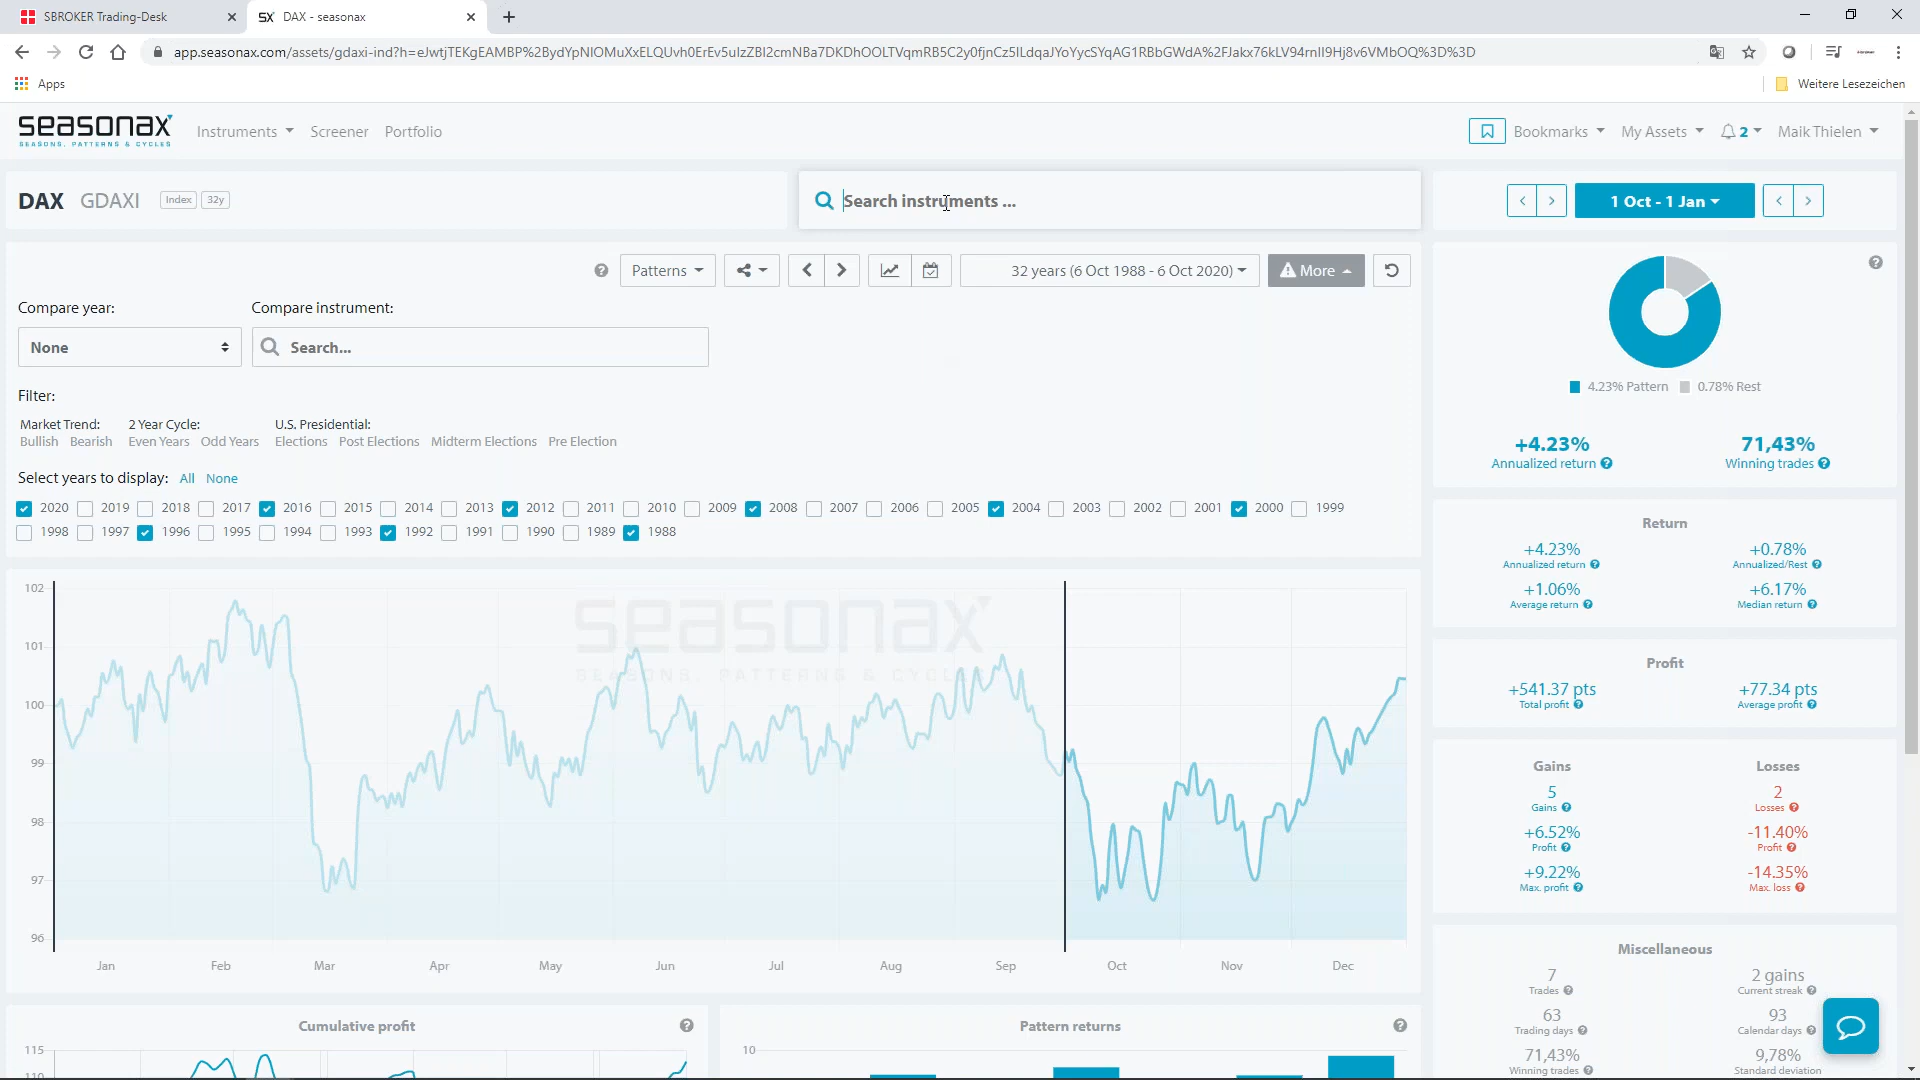 SBROKER Trading-Desk
SX DAX - seasonax
app.seasonax.com/assets/gdaxi-ind?h=
Apps
Weitere Lesezeichen
seasonax
SEASONS, PATTERNS & CYCLES
Instruments
Screener
Portfolio
Bookmarks
My Assets
2
Maik Thielen
DAX GDAXI Index 32y
Search instruments ...
1 Oct - 1 Jan
Patterns
32 years (6 Oct 1988 - 6 Oct 2020)
More
Compare year:
Compare instrument:
None
Search...
Filter:
Market Trend: 2 Year Cycle: U.S. Presidential:
Bullish Bearish Even Years Odd Years Elections Post Elections Midterm Elections Pre Election
Select years to display: All None
2020 2019 2018 2017 2016 2015 2014 2013 2012 2011 2010 2009 2008 2007 2006 2005 2004 2003 2002 2001 2000 1999
1998 1997 1996 1995 1994 1993 1992 1991 1990 1989 1988
seasonax
SEASONS, PATTERNS & CYCLES
102
101
100
99
98
97
96
Jan Feb Mar Apr May Jun Jul Aug Sep Oct Nov Dec
Cumulative profit
115
110
Pattern returns
10
4.23% Pattern 0.78% Rest
+4.23% 71,43%
Annualized return Winning trades
Return
+4.23% +0.78%
Annualized return Annualized/Rest
+1.06% +6.17%
Average return Median return
Profit
+541.37 pts +77.34 pts
Total profit Average profit
Gains Losses
5 2
Gains Losses
+6.52% -11.40%
Profit Profit
+9.22% -14.35%
Max. profit Max. loss
Miscellaneous
7 2 gains
Trades Current streak
63 93
Trading days Calendar days
71,43% 9,78%
Winning trades Standard deviation